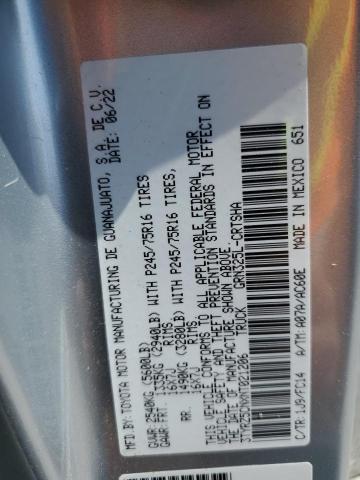 MFD. BY: TOYOTA MOTOR MANUFACTURING DE GUANAJUATO, S.A. DE C.V.
DATE: 06/22
GVWR: 2540KG (5600LB)
GAWR: FRT. 1335KG (2940LB) WITH P245/75R16 TIRES,
16X7J RIMS
RR. 1490KG (3280LB) WITH P245/75R16 TIRES,
16X7J RIMS
THIS VEHICLE CONFORMS TO ALL APPLICABLE FEDERAL MOTOR
VEHICLE SAFETY AND THEFT PREVENTION STANDARDS IN EFFECT ON
THE DATE OF MANUFACTURE SHOWN ABOVE.
TRUCK GRN325L-CRTSHA
C/TR: 1J9/FC14
A/TM: A07A/AC60E MADE IN MEXICO 651